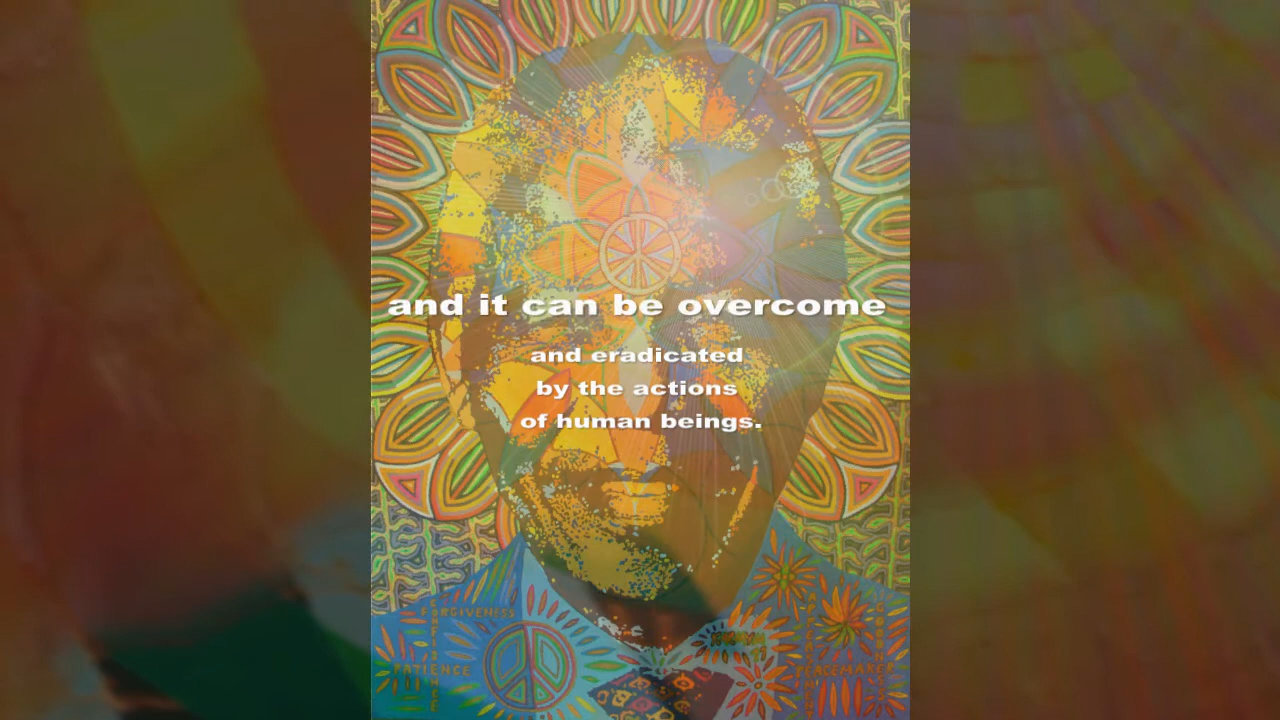 and it can be overcome
and eradicated
by the actions
of human beings.
FORGIVENESS
PATIENCE
PEACEMAKER